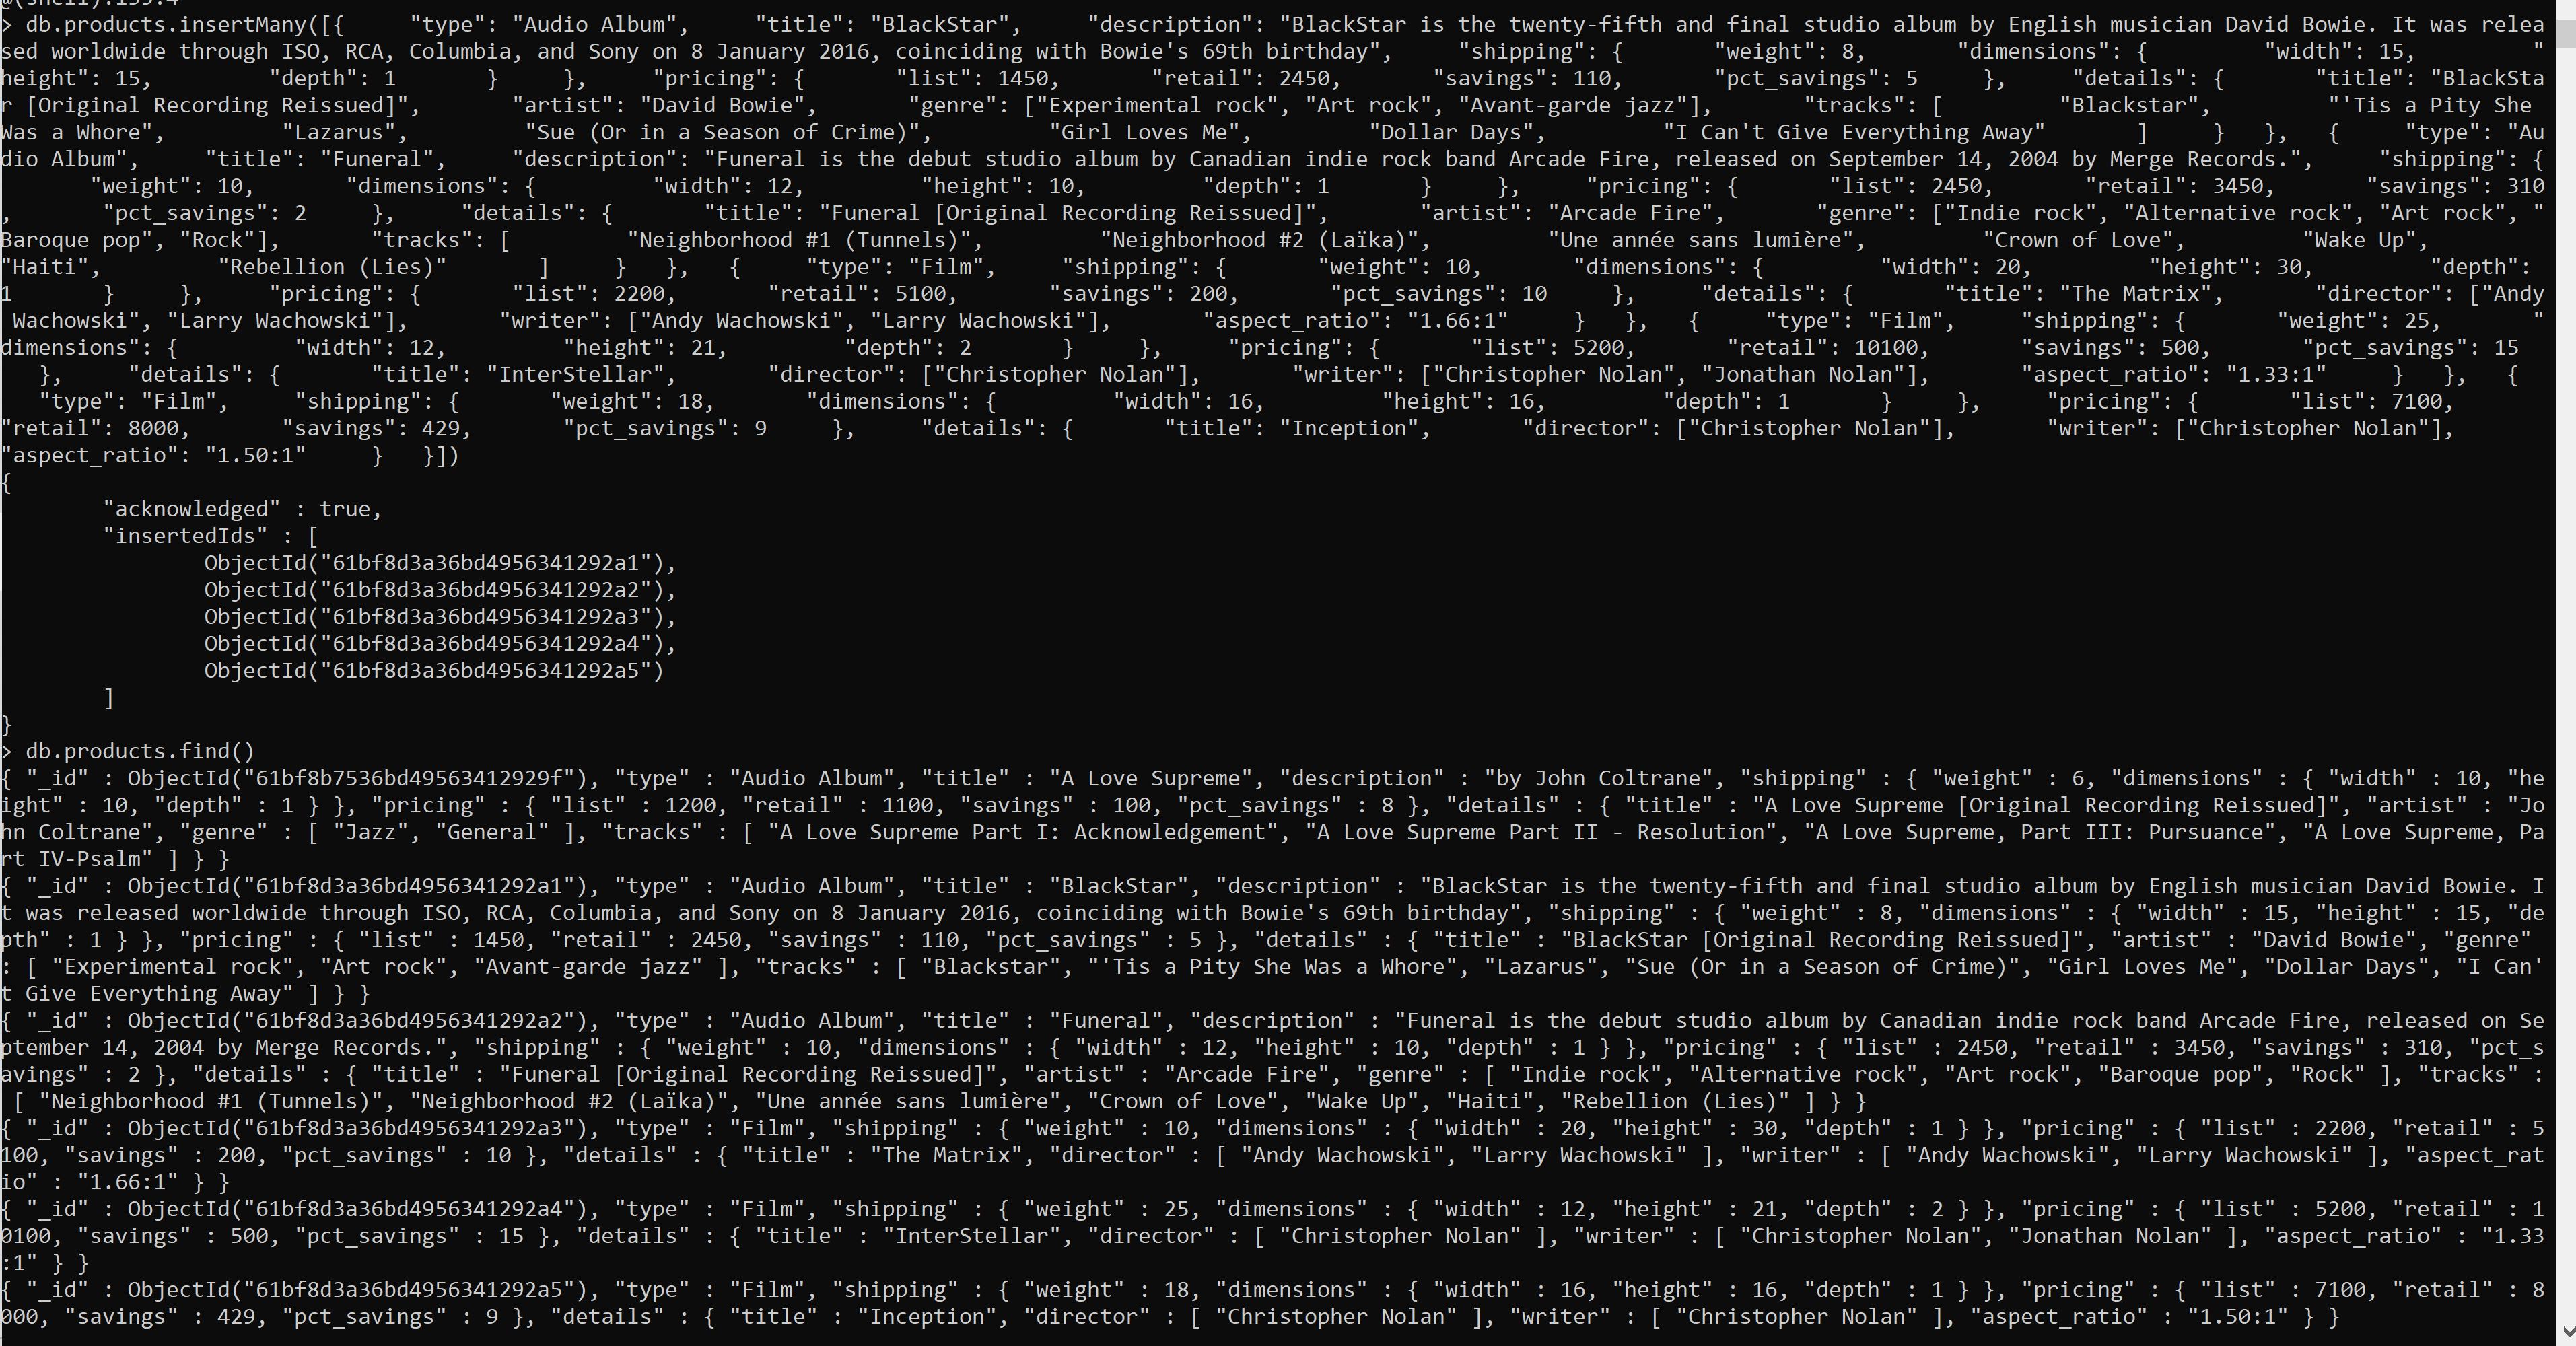 @(shell):155:4
> db.products.insertMany([{     "type": "Audio Album",     "title": "BlackStar",     "description": "BlackStar is the twenty-fifth and final studio album by English musician David Bowie. It was relea
sed worldwide through ISO, RCA, Columbia, and Sony on 8 January 2016, coinciding with Bowie's 69th birthday",     "shipping": {       "weight": 8,       "dimensions": {         "width": 15,         "
height": 15,         "depth": 1       }     },     "pricing": {       "list": 1450,       "retail": 2450,       "savings": 110,       "pct_savings": 5     },     "details": {       "title": "BlackSta
r [Original Recording Reissued]",       "artist": "David Bowie",       "genre": ["Experimental rock", "Art rock", "Avant-garde jazz"],       "tracks": [         "Blackstar",         "'Tis a Pity She
Was a Whore",         "Lazarus",         "Sue (Or in a Season of Crime)",         "Girl Loves Me",         "Dollar Days",         "I Can't Give Everything Away"       ]     }   },   {     "type": "Au
dio Album",     "title": "Funeral",     "description": "Funeral is the debut studio album by Canadian indie rock band Arcade Fire, released on September 14, 2004 by Merge Records.",     "shipping": {
       "weight": 10,       "dimensions": {         "width": 12,         "height": 10,         "depth": 1       }     },     "pricing": {       "list": 2450,       "retail": 3450,       "savings": 310
,       "pct_savings": 2     },     "details": {       "title": "Funeral [Original Recording Reissued]",       "artist": "Arcade Fire",       "genre": ["Indie rock", "Alternative rock", "Art rock", "
Baroque pop", "Rock"],       "tracks": [         "Neighborhood #1 (Tunnels)",         "Neighborhood #2 (Laïka)",         "Une année sans lumière",         "Crown of Love",         "Wake Up",
"Haiti",         "Rebellion (Lies)"       ]     }   },   {     "type": "Film",     "shipping": {       "weight": 10,       "dimensions": {         "width": 20,         "height": 30,         "depth":
1       }     },     "pricing": {       "list": 2200,       "retail": 5100,       "savings": 200,       "pct_savings": 10     },     "details": {       "title": "The Matrix",       "director": ["Andy
 Wachowski", "Larry Wachowski"],       "writer": ["Andy Wachowski", "Larry Wachowski"],       "aspect_ratio": "1.66:1"     }   },   {     "type": "Film",     "shipping": {       "weight": 25,       "
dimensions": {         "width": 12,         "height": 21,         "depth": 2       }     },     "pricing": {       "list": 5200,       "retail": 10100,       "savings": 500,       "pct_savings": 15
   },     "details": {       "title": "InterStellar",       "director": ["Christopher Nolan"],       "writer": ["Christopher Nolan", "Jonathan Nolan"],       "aspect_ratio": "1.33:1"     }   },   {
   "type": "Film",     "shipping": {       "weight": 18,       "dimensions": {         "width": 16,         "height": 16,         "depth": 1       }     },     "pricing": {       "list": 7100,
"retail": 8000,       "savings": 429,       "pct_savings": 9     },     "details": {       "title": "Inception",       "director": ["Christopher Nolan"],       "writer": ["Christopher Nolan"],
"aspect_ratio": "1.50:1"     }   }])
{
        "acknowledged" : true,
        "insertedIds" : [
                ObjectId("61bf8d3a36bd4956341292a1"),
                ObjectId("61bf8d3a36bd4956341292a2"),
                ObjectId("61bf8d3a36bd4956341292a3"),
                ObjectId("61bf8d3a36bd4956341292a4"),
                ObjectId("61bf8d3a36bd4956341292a5")
        ]
}
> db.products.find()
{ "_id" : ObjectId("61bf8b7536bd49563412929f"), "type" : "Audio Album", "title" : "A Love Supreme", "description" : "by John Coltrane", "shipping" : { "weight" : 6, "dimensions" : { "width" : 10, "he
ight" : 10, "depth" : 1 } }, "pricing" : { "list" : 1200, "retail" : 1100, "savings" : 100, "pct_savings" : 8 }, "details" : { "title" : "A Love Supreme [Original Recording Reissued]", "artist" : "Jo
hn Coltrane", "genre" : [ "Jazz", "General" ], "tracks" : [ "A Love Supreme Part I: Acknowledgement", "A Love Supreme Part II - Resolution", "A Love Supreme, Part III: Pursuance", "A Love Supreme, Pa
rt IV-Psalm" ] } }
{ "_id" : ObjectId("61bf8d3a36bd4956341292a1"), "type" : "Audio Album", "title" : "BlackStar", "description" : "BlackStar is the twenty-fifth and final studio album by English musician David Bowie. I
t was released worldwide through ISO, RCA, Columbia, and Sony on 8 January 2016, coinciding with Bowie's 69th birthday", "shipping" : { "weight" : 8, "dimensions" : { "width" : 15, "height" : 15, "de
pth" : 1 } }, "pricing" : { "list" : 1450, "retail" : 2450, "savings" : 110, "pct_savings" : 5 }, "details" : { "title" : "BlackStar [Original Recording Reissued]", "artist" : "David Bowie", "genre"
: [ "Experimental rock", "Art rock", "Avant-garde jazz" ], "tracks" : [ "Blackstar", "'Tis a Pity She Was a Whore", "Lazarus", "Sue (Or in a Season of Crime)", "Girl Loves Me", "Dollar Days", "I Can'
t Give Everything Away" ] } }
{ "_id" : ObjectId("61bf8d3a36bd4956341292a2"), "type" : "Audio Album", "title" : "Funeral", "description" : "Funeral is the debut studio album by Canadian indie rock band Arcade Fire, released on Se
ptember 14, 2004 by Merge Records.", "shipping" : { "weight" : 10, "dimensions" : { "width" : 12, "height" : 10, "depth" : 1 } }, "pricing" : { "list" : 2450, "retail" : 3450, "savings" : 310, "pct_s
avings" : 2 }, "details" : { "title" : "Funeral [Original Recording Reissued]", "artist" : "Arcade Fire", "genre" : [ "Indie rock", "Alternative rock", "Art rock", "Baroque pop", "Rock" ], "tracks" :
 [ "Neighborhood #1 (Tunnels)", "Neighborhood #2 (Laïka)", "Une année sans lumière", "Crown of Love", "Wake Up", "Haiti", "Rebellion (Lies)" ] } }
{ "_id" : ObjectId("61bf8d3a36bd4956341292a3"), "type" : "Film", "shipping" : { "weight" : 10, "dimensions" : { "width" : 20, "height" : 30, "depth" : 1 } }, "pricing" : { "list" : 2200, "retail" : 5
100, "savings" : 200, "pct_savings" : 10 }, "details" : { "title" : "The Matrix", "director" : [ "Andy Wachowski", "Larry Wachowski" ], "writer" : [ "Andy Wachowski", "Larry Wachowski" ], "aspect_rat
io" : "1.66:1" } }
{ "_id" : ObjectId("61bf8d3a36bd4956341292a4"), "type" : "Film", "shipping" : { "weight" : 25, "dimensions" : { "width" : 12, "height" : 21, "depth" : 2 } }, "pricing" : { "list" : 5200, "retail" : 1
0100, "savings" : 500, "pct_savings" : 15 }, "details" : { "title" : "InterStellar", "director" : [ "Christopher Nolan" ], "writer" : [ "Christopher Nolan", "Jonathan Nolan" ], "aspect_ratio" : "1.33
:1" } }
{ "_id" : ObjectId("61bf8d3a36bd4956341292a5"), "type" : "Film", "shipping" : { "weight" : 18, "dimensions" : { "width" : 16, "height" : 16, "depth" : 1 } }, "pricing" : { "list" : 7100, "retail" : 8
000, "savings" : 429, "pct_savings" : 9 }, "details" : { "title" : "Inception", "director" : [ "Christopher Nolan" ], "writer" : [ "Christopher Nolan" ], "aspect_ratio" : "1.50:1" } }